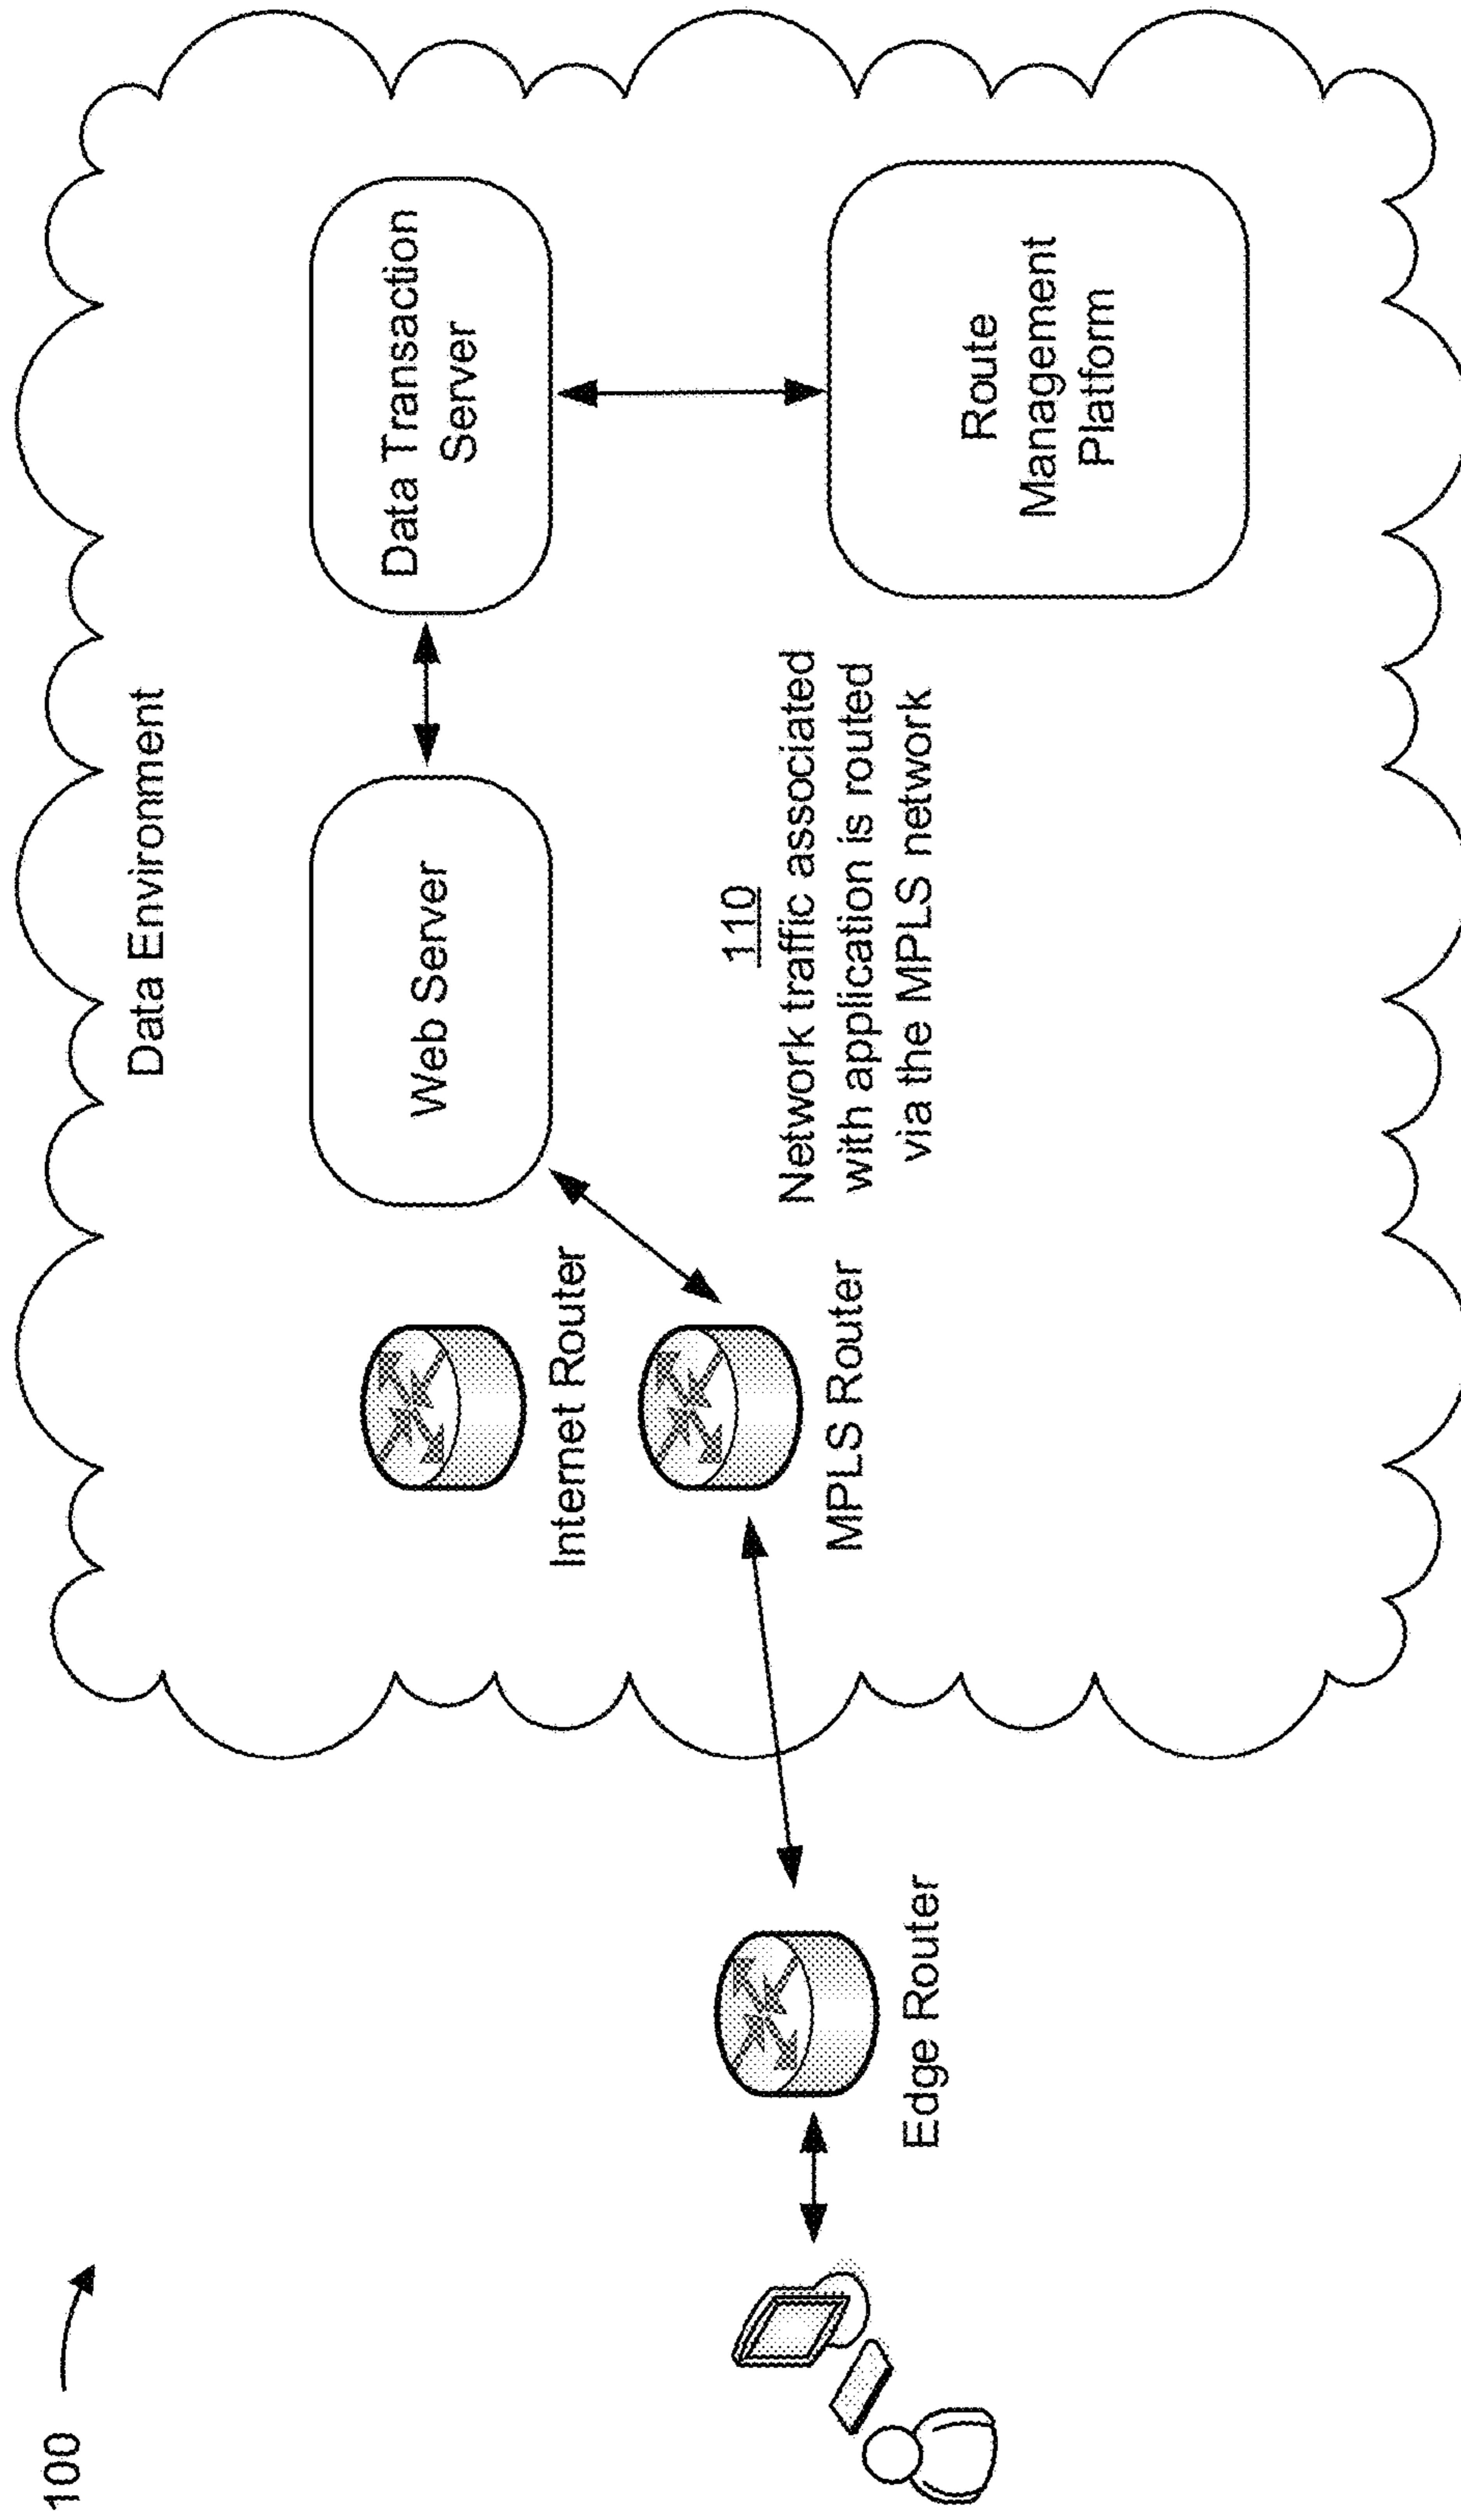 100
Data Environment
Web Server
Data Transaction
Server
Internet Router
MPLS Router
Edge Router
110
Network traffic associated
with application is routed
via the MPLS network
Route
Management
Platform